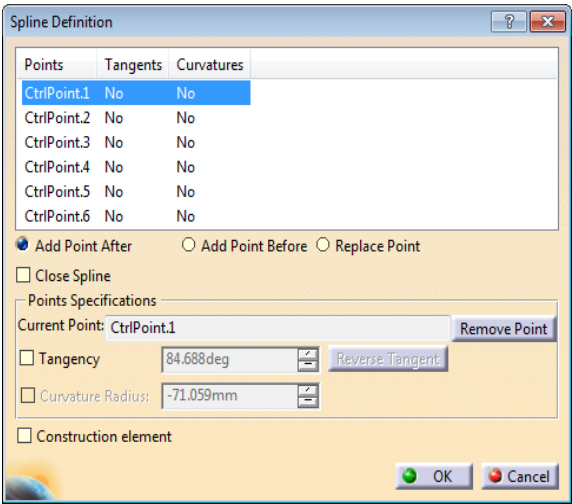 Spline Definition
Points Tangents Curvatures
CtrlPoint.1 No No
CtrlPoint.2 No No
CtrlPoint.3 No No
CtrlPoint.4 No No
CtrlPoint.5 No No
CtrlPoint.6 No No
Add Point After Add Point Before Replace Point
Close Spline
Points Specifications
Current Point: CtrlPoint.1 Remove Point
Tangency 84.688deg Reverse Tangent
Curvature Radius: -71.059mm
Construction element
OK Cancel